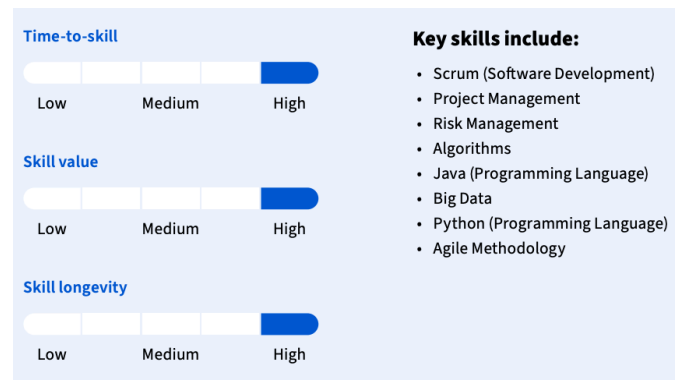 Time-to-skill
Low Medium High
Skill value
Low Medium High
Skill longevity
Low Medium High
Key skills include:
• Scrum (Software Development)
• Project Management
• Risk Management
• Algorithms
• Java (Programming Language)
• Big Data
• Python (Programming Language)
• Agile Methodology